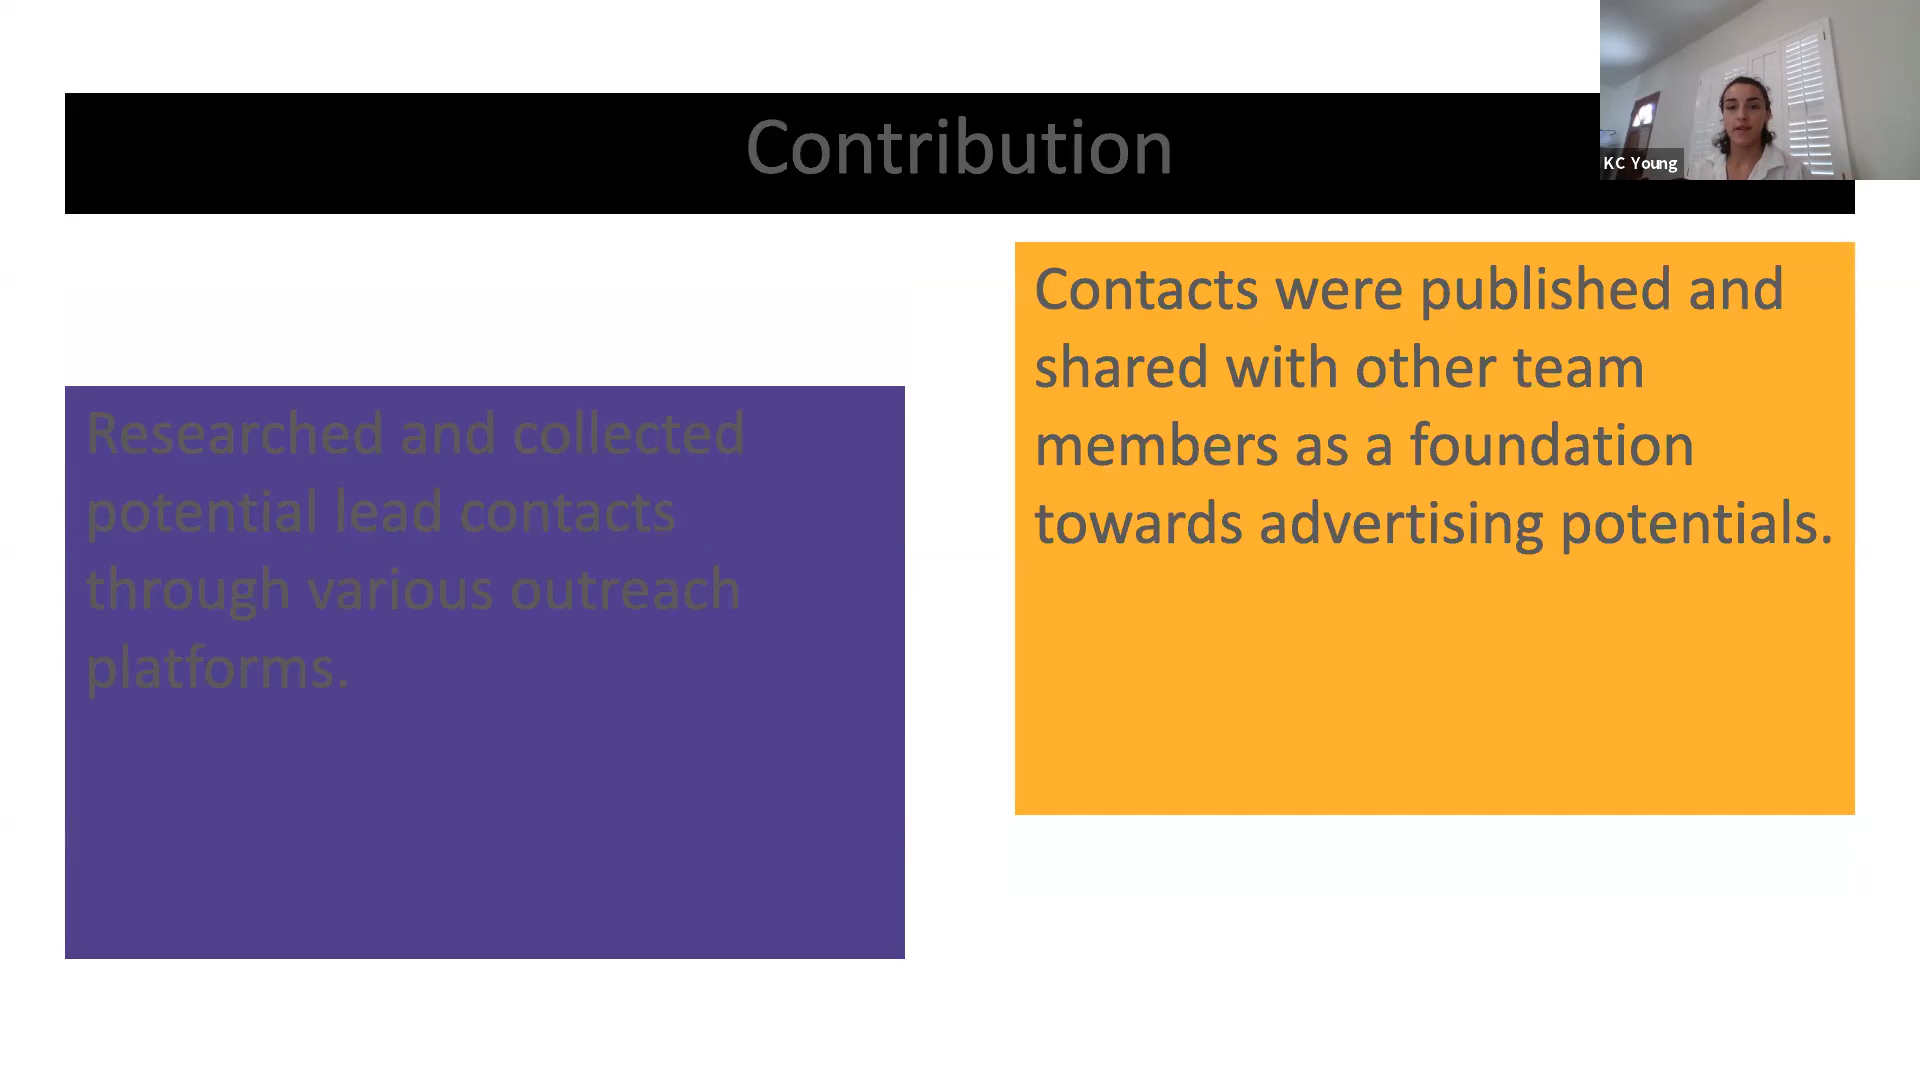 Contribution
KC Young
Researched and collected
potential lead contacts
through various outreach
platforms.
Contacts were published and
shared with other team
members as a foundation
towards advertising potentials.